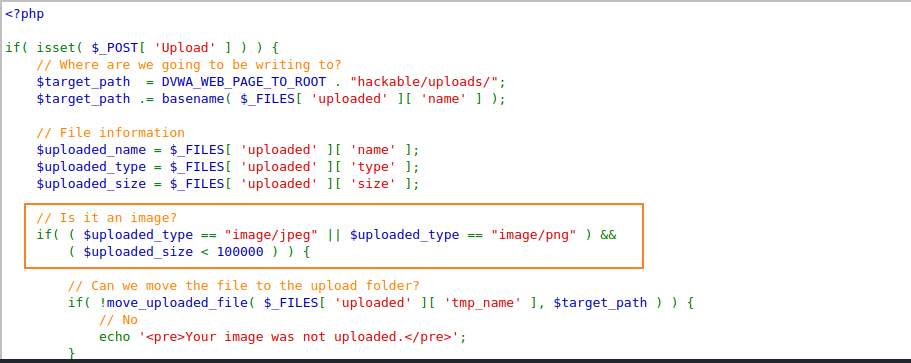 <?php
if( isset( $_POST[ 'Upload' ] ) ) {
// Where are we going to be writing to?
$target_path  = DVWA_WEB_PAGE_TO_ROOT . "hackable/uploads/";
$target_path .= basename( $_FILES[ 'uploaded' ][ 'name' ] );
// File information
$uploaded_name = $_FILES[ 'uploaded' ][ 'name' ];
$uploaded_type = $_FILES[ 'uploaded' ][ 'type' ];
$uploaded_size = $_FILES[ 'uploaded' ][ 'size' ];
// Is it an image?
if( ( $uploaded_type == "image/jpeg" || $uploaded_type == "image/png" ) &&
( $uploaded_size < 100000 ) ) {
// Can we move the file to the upload folder?
if( !move_uploaded_file( $_FILES[ 'uploaded' ][ 'tmp_name' ], $target_path ) ) {
// No
echo '<pre>Your image was not uploaded.</pre>';
}